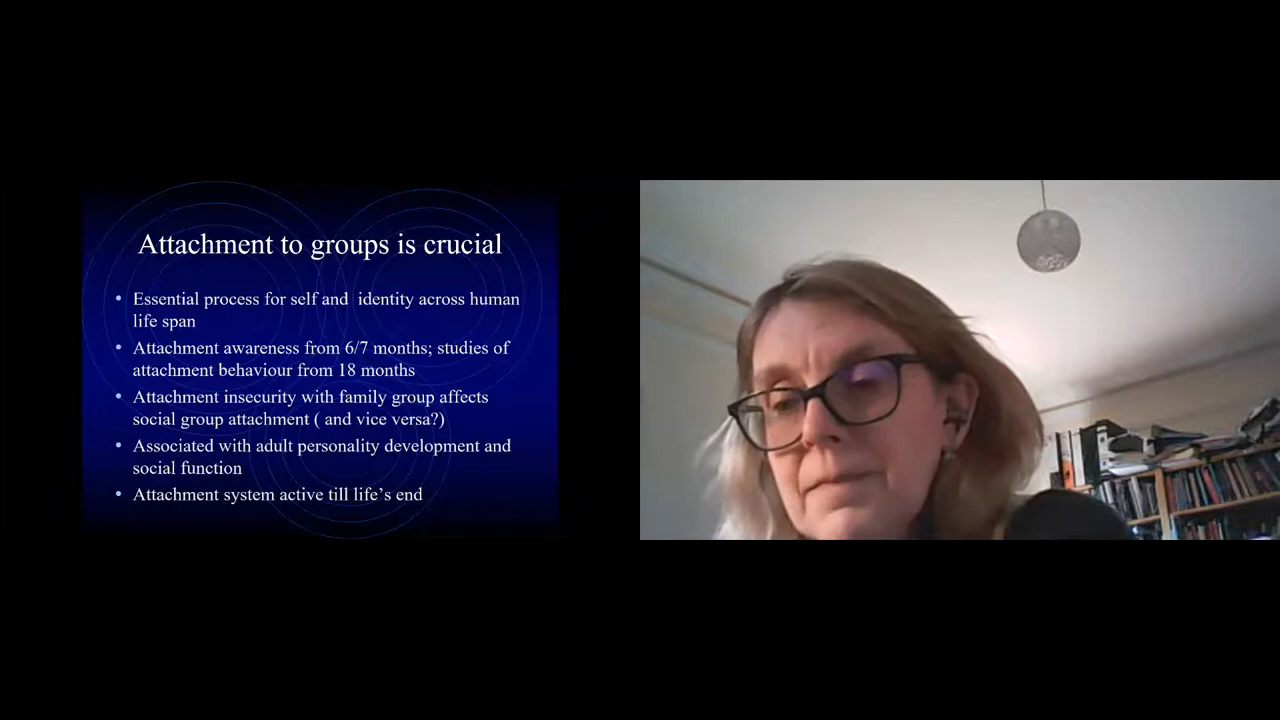 Attachment to groups is crucial
• Essential process for self and identity across human
life span
• Attachment awareness from 6/7 months; studies of
attachment behaviour from 18 months
• Attachment insecurity with family group affects
social group attachment ( and vice versa?)
• Associated with adult personality development and
social function
• Attachment system active till life’s end